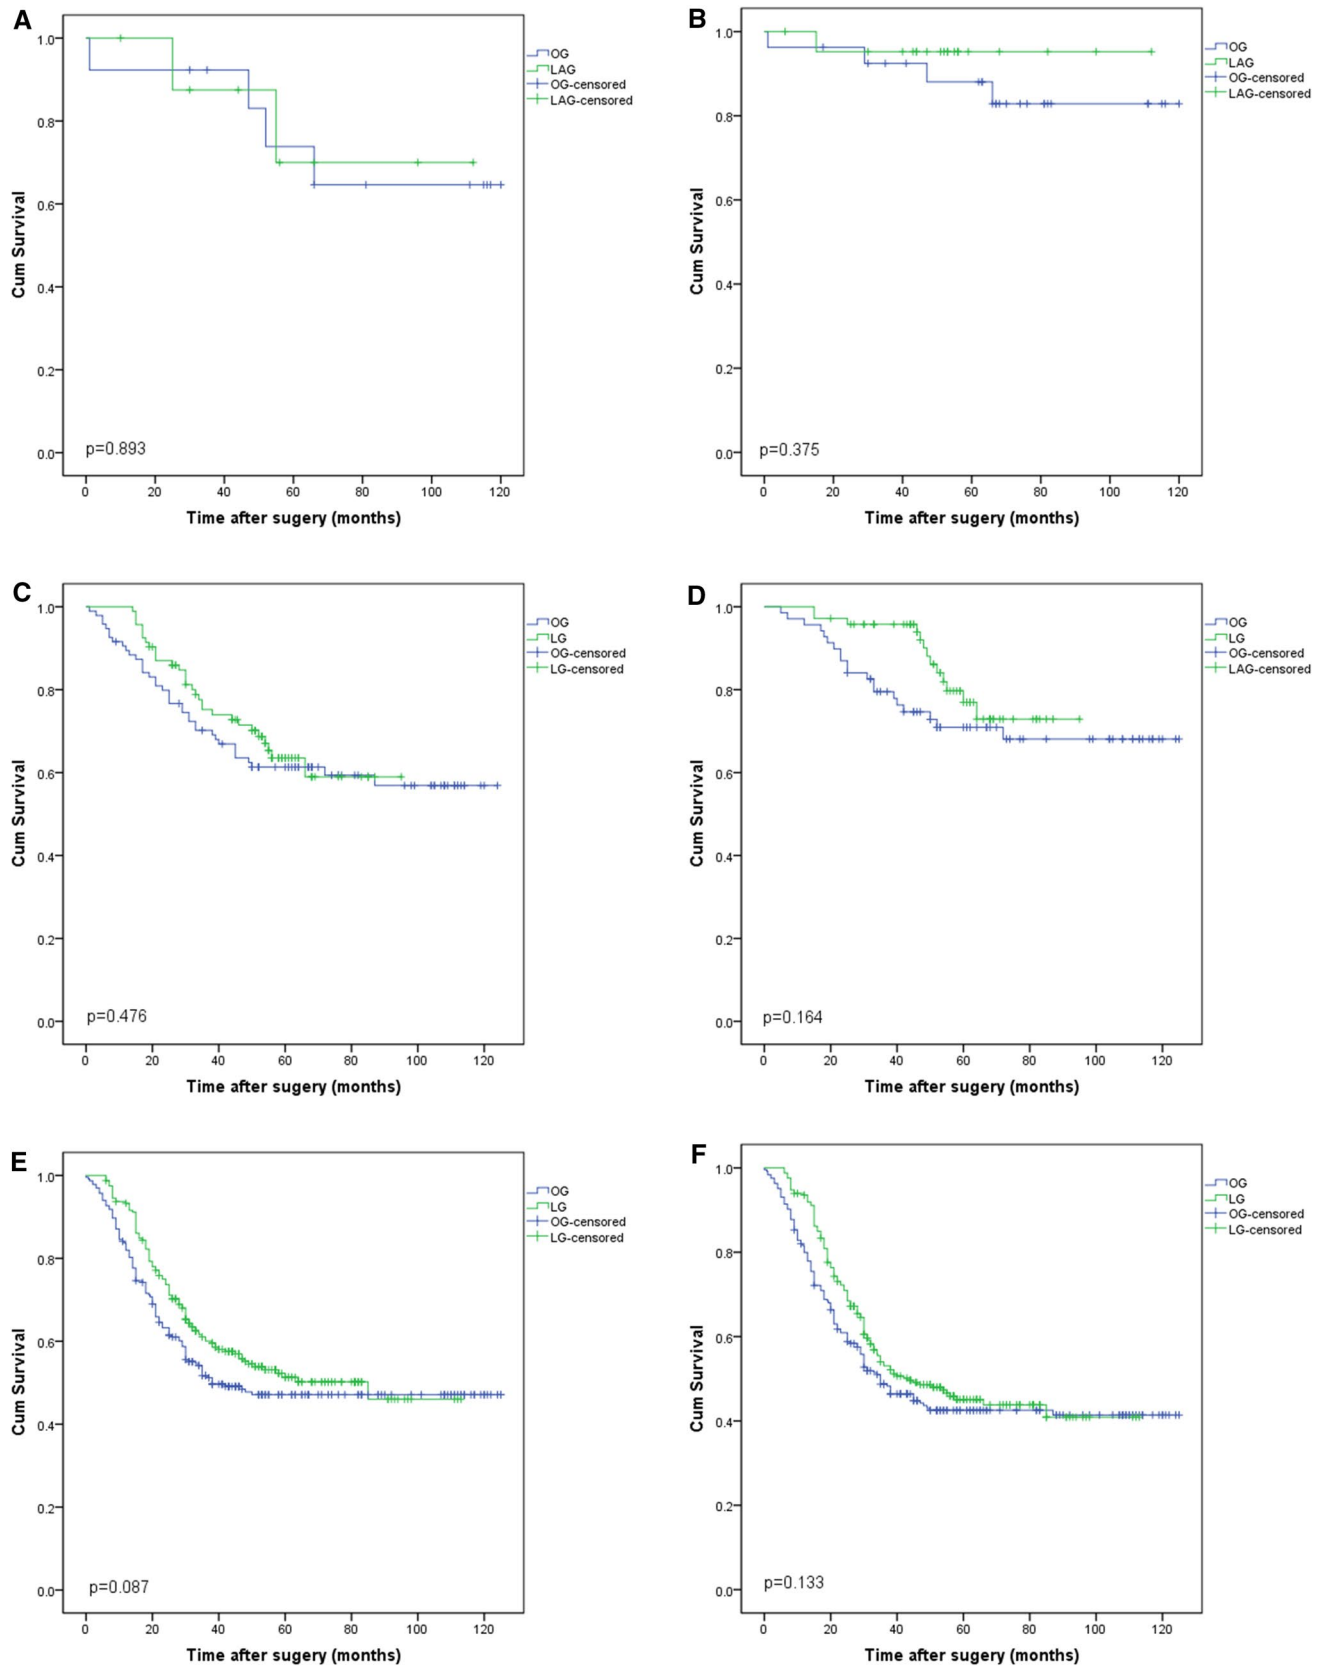 A
Cum Survival
1.0
0.8
0.6
0.4
0.2
0.0
p=0.893
0 20 40 60 80 100 120
Time after sugery (months)
OG
LAG
OG-censored
LAG-censored
B
Cum Survival
1.0
0.8
0.6
0.4
0.2
0.0
p=0.375
0 20 40 60 80 100 120
Time after sugery (months)
OG
LAG
OG-censored
LAG-censored
C
Cum Survival
1.0
0.8
0.6
0.4
0.2
0.0
p=0.476
0 20 40 60 80 100 120
Time after sugery (months)
OG
LG
OG-censored
LG-censored
D
Cum Survival
1.0
0.8
0.6
0.4
0.2
0.0
p=0.164
0 20 40 60 80 100 120
Time after sugery (months)
OG
LG
OG-censored
LAG-censored
E
Cum Survival
1.0
0.8
0.6
0.4
0.2
0.0
p=0.087
0 20 40 60 80 100 120
Time after sugery (months)
OG
LG
OG-censored
LG-censored
F
Cum Survival
1.0
0.8
0.6
0.4
0.2
0.0
p=0.133
0 20 40 60 80 100 120
Time after sugery (months)
OG
LG
OG-censored
LG-censored